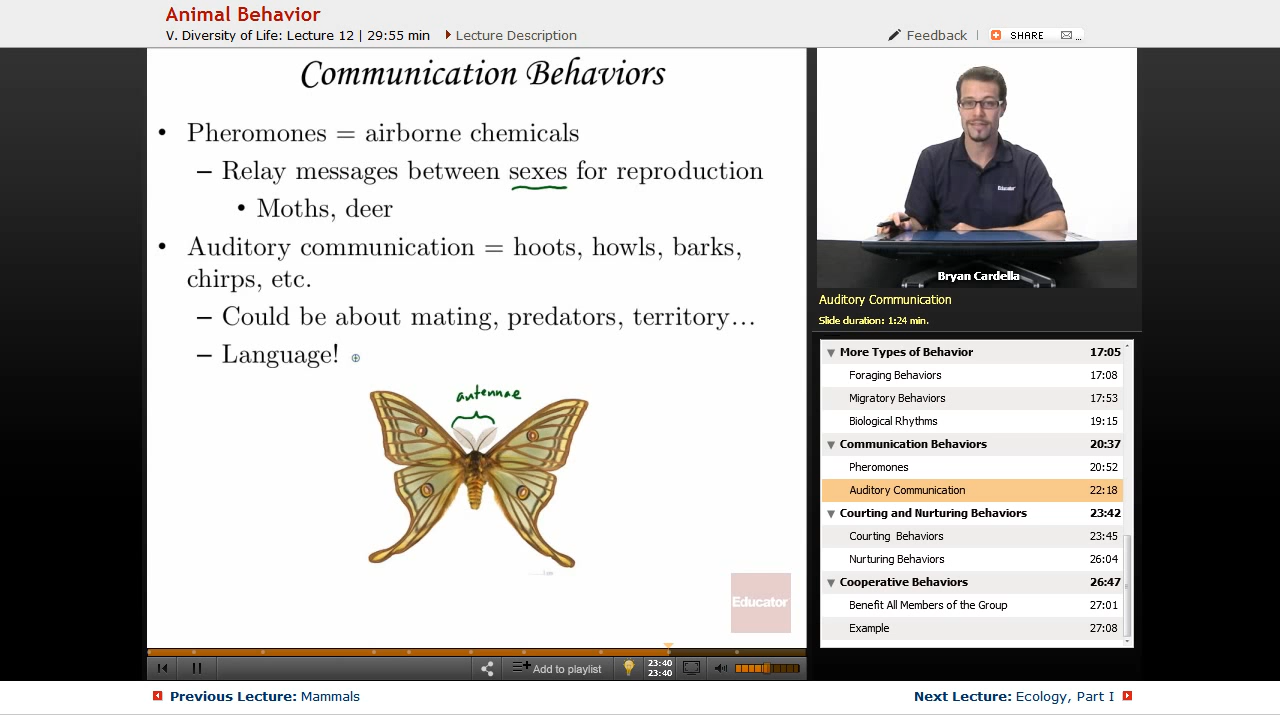 Animal Behavior
V. Diversity of Life: Lecture 12 | 29:55 min
Lecture Description
Feedback
SHARE
...
Communication Behaviors
• Pheromones = airborne chemicals
– Relay messages between sexes for reproduction
• Moths, deer
• Auditory communication = hoots, howls, barks,
chirps, etc.
– Could be about mating, predators, territory…
– Language!
antennae
Educator
Educator
Bryan Cardella
Auditory Communication
Slide duration: 1:24 min.
More Types of Behavior 17:05
Foraging Behaviors 17:08
Migratory Behaviors 17:53
Biological Rhythms 19:15
Communication Behaviors 20:37
Pheromones 20:52
Auditory Communication 22:18
Courting and Nurturing Behaviors 23:42
Courting Behaviors 23:45
Nurturing Behaviors 26:04
Cooperative Behaviors 26:47
Benefit All Members of the Group 27:01
Example 27:08
Add to playlist
23:40
23:40
Previous Lecture: Mammals
Next Lecture: Ecology, Part I